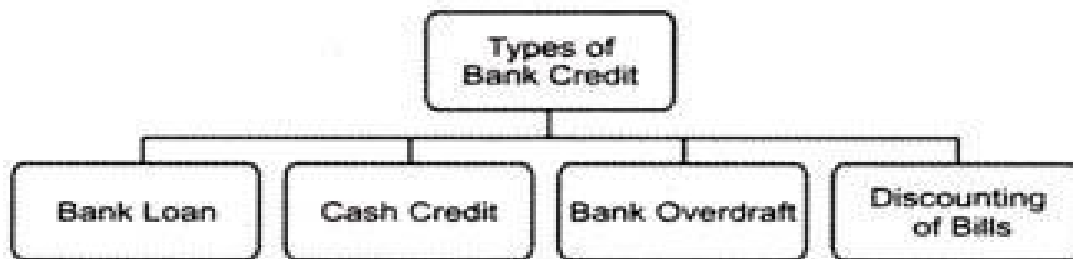 Types of
Bank Credit
Bank Loan
Cash Credit
Bank Overdraft
Discounting
of Bills